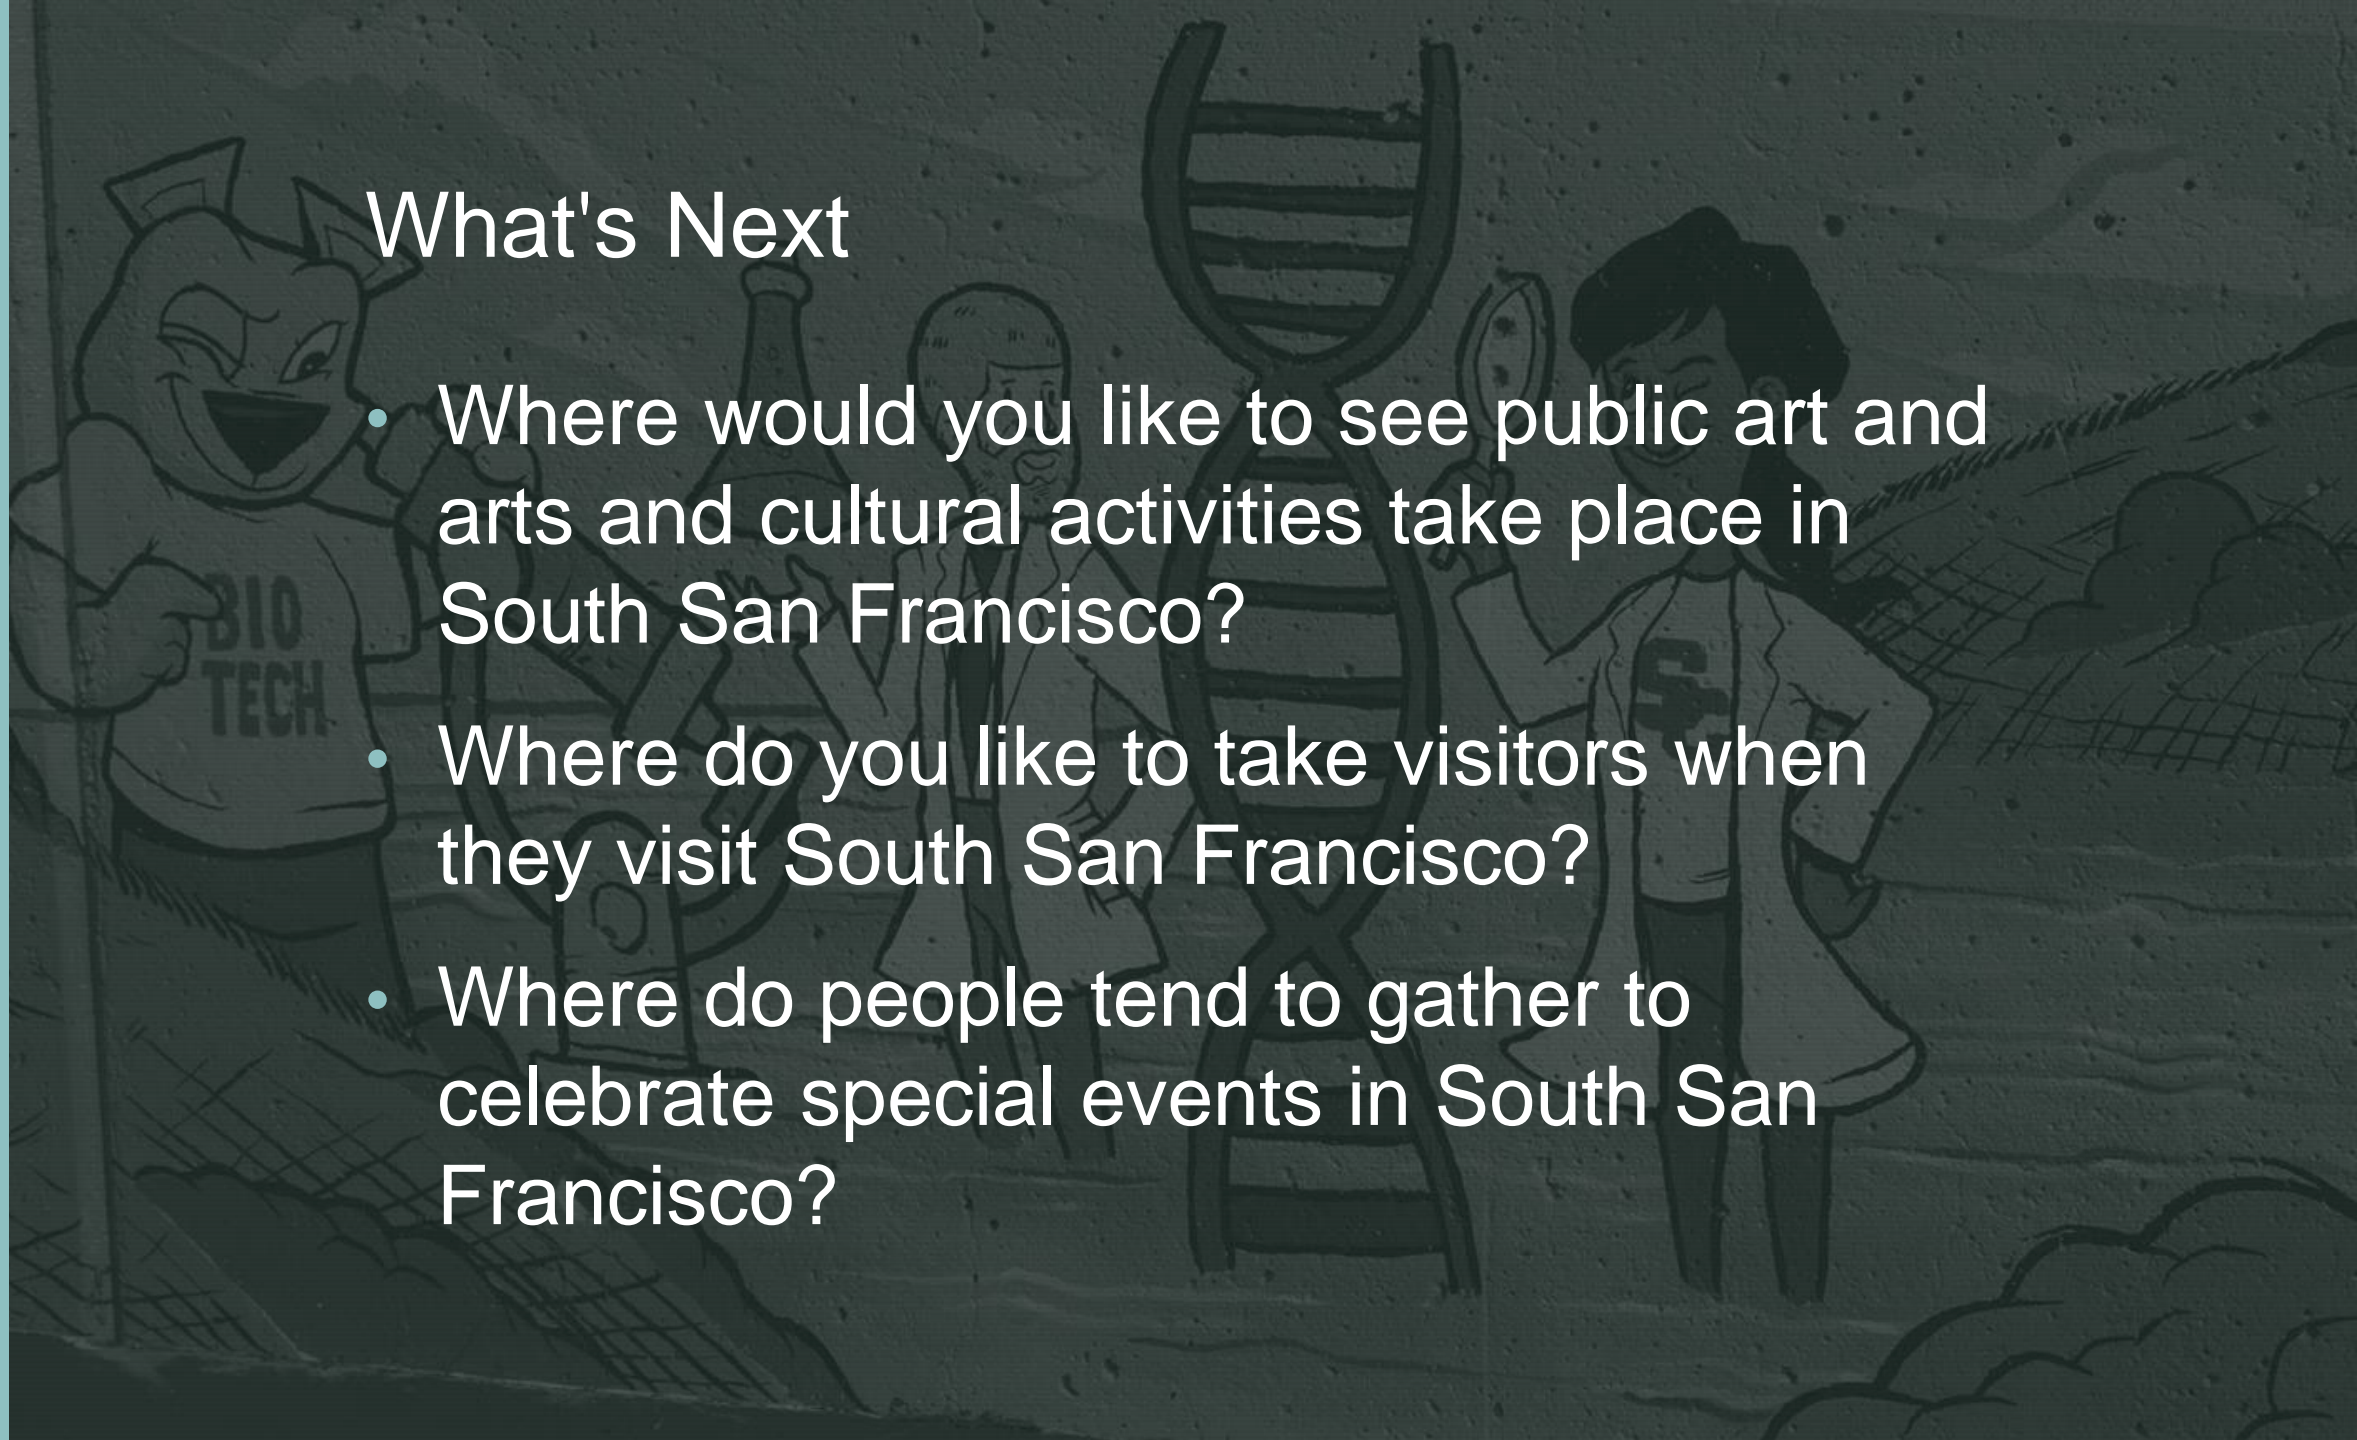 What's Next
• Where would you like to see public art and
arts and cultural activities take place in
South San Francisco?
• Where do you like to take visitors when
they visit South San Francisco?
• Where do people tend to gather to
celebrate special events in South San
Francisco?
BIO
TECH